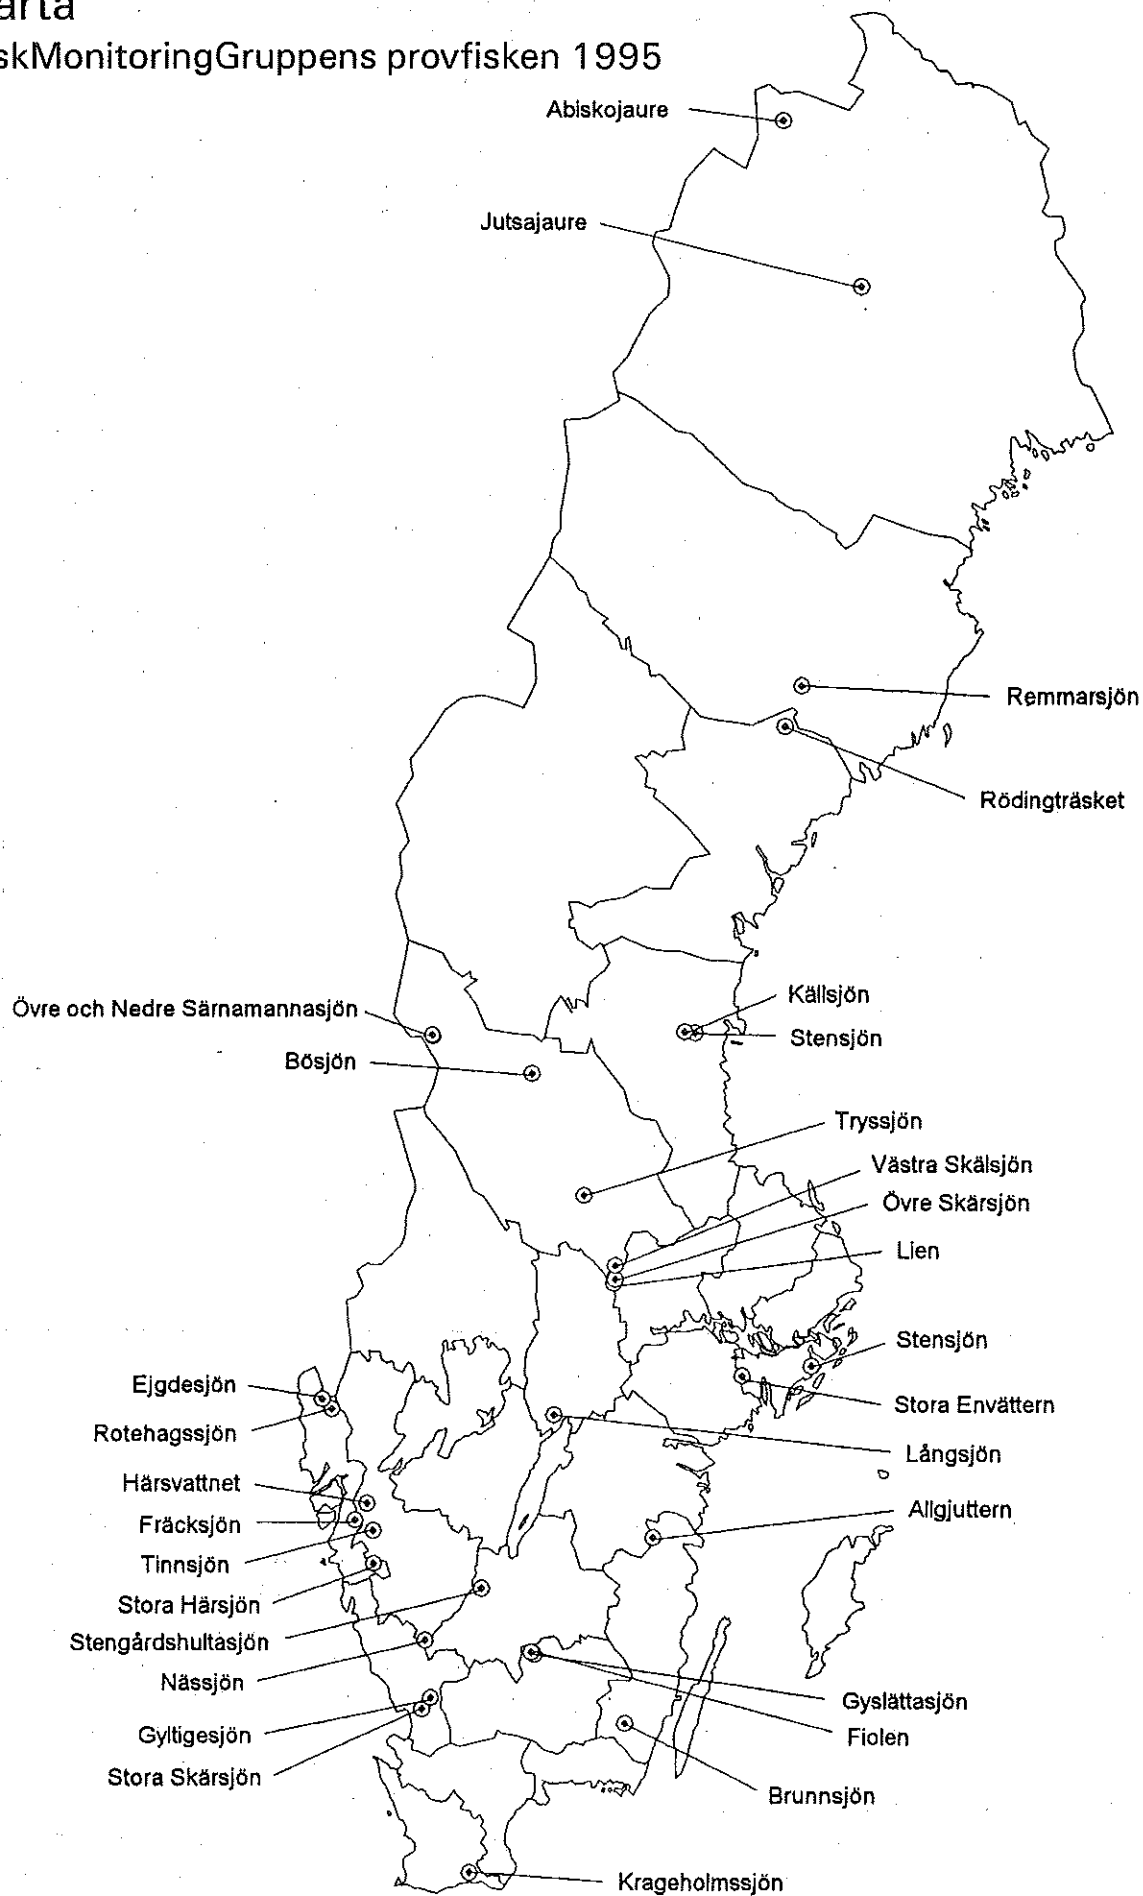 arta
skMonitoringGruppens provfisken 1995
Abiskojaure
Jutsajaure
Remmarsjön
Rödingträsket
Övre och Nedre Särnamannasjön
Källsjön
Stensjön
Bösjön
Tryssjön
Västra Skälsjön
Övre Skärsjön
Lien
Stensjön
Stora Envättern
Långsjön
Allgjuttern
Ejgdesjön
Rotehagssjön
Härsvattnet
Fräcksjön
Tinnsjön
Stora Härsjön
Stengårdshultasjön
Nässjön
Gyltigesjön
Stora Skärsjön
Gyslättasjön
Fiolen
Brunnsjön
Krageholmssjön